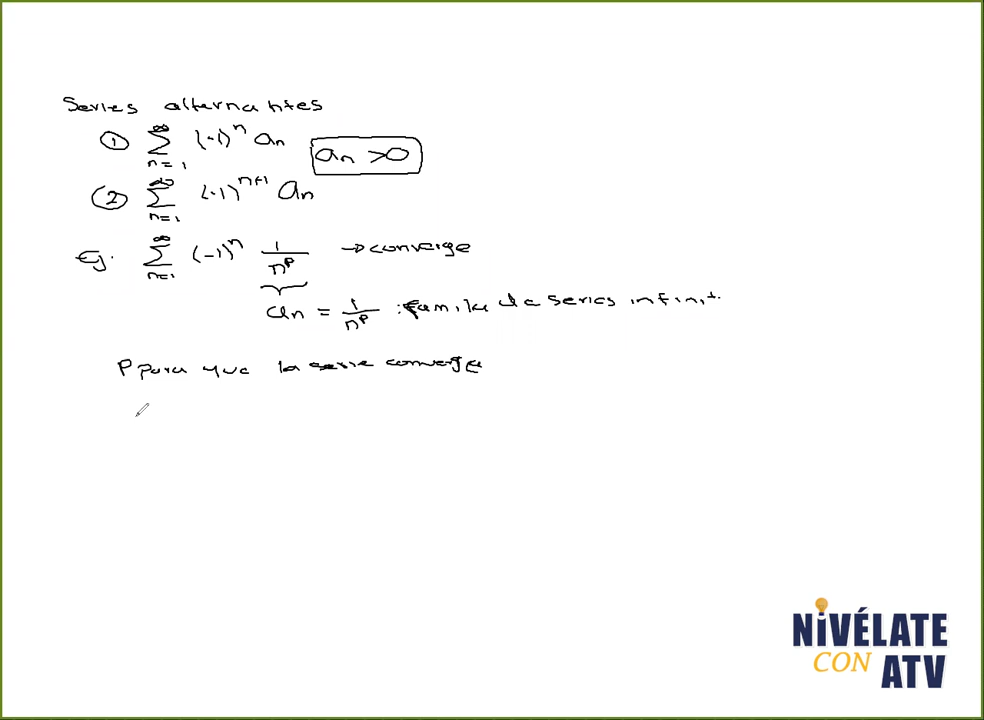 Series alternantes
① ∑_{n=1}^{∞} (-1)^n a_n
a_n > 0
② ∑_{n=1}^{∞} (-1)^{n+1} a_n
Ej. ∑_{n=1}^{∞} (-1)^n 1/n^p → converge
a_n = 1/n^p : familia de series infinit.
P para que la serie converge
NIVÉLATE
CON
ATV